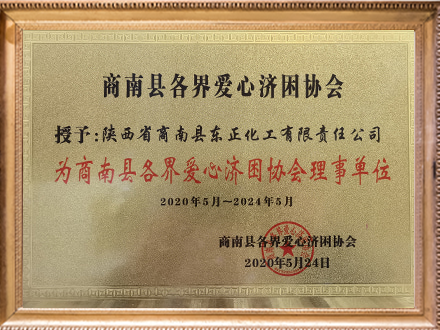 商南县各界爱心济困协会
授予:陕西省商南县东正化工有限责任公司
为商南县各界爱心济困协会理事单位
2020年5月~2024年5月
商南县各界爱心济困协会
2020年5月24日